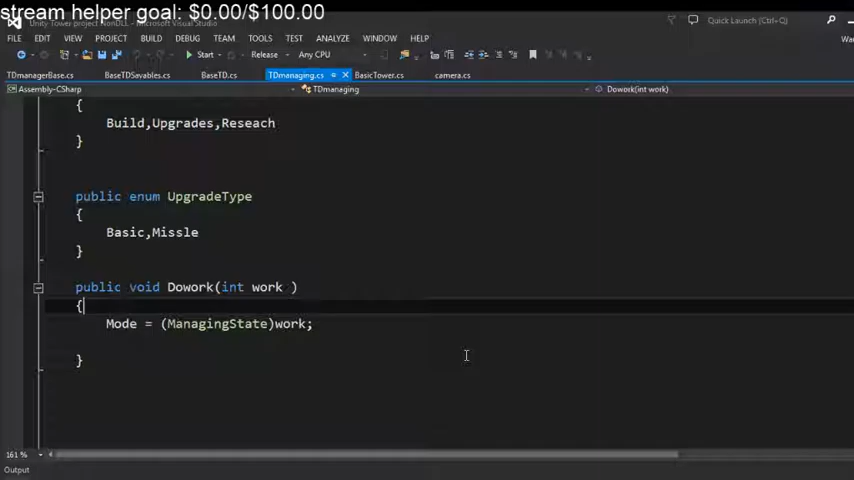 stream helper goal: $0.00/$100.00
Microsoft Visual Studio
Quick Launch (Ctrl+Q)
FILE EDIT VIEW PROJECT BUILD DEBUG TEAM TOOLS TEST ANALYZE WINDOW HELP
Start Release Any CPU
TDmanagerBase.cs BaseTDSavables.cs BaseTD.cs TDmanaging.cs BasicTower.cs camera.cs
Assembly-CSharp TDmanaging Dowork(int work)
{
Build,Upgrades,Reseach
}
public enum UpgradeType
{
Basic,Missle
}
public void Dowork(int work )
{
Mode = (ManagingState)work;
}
161 %
Output